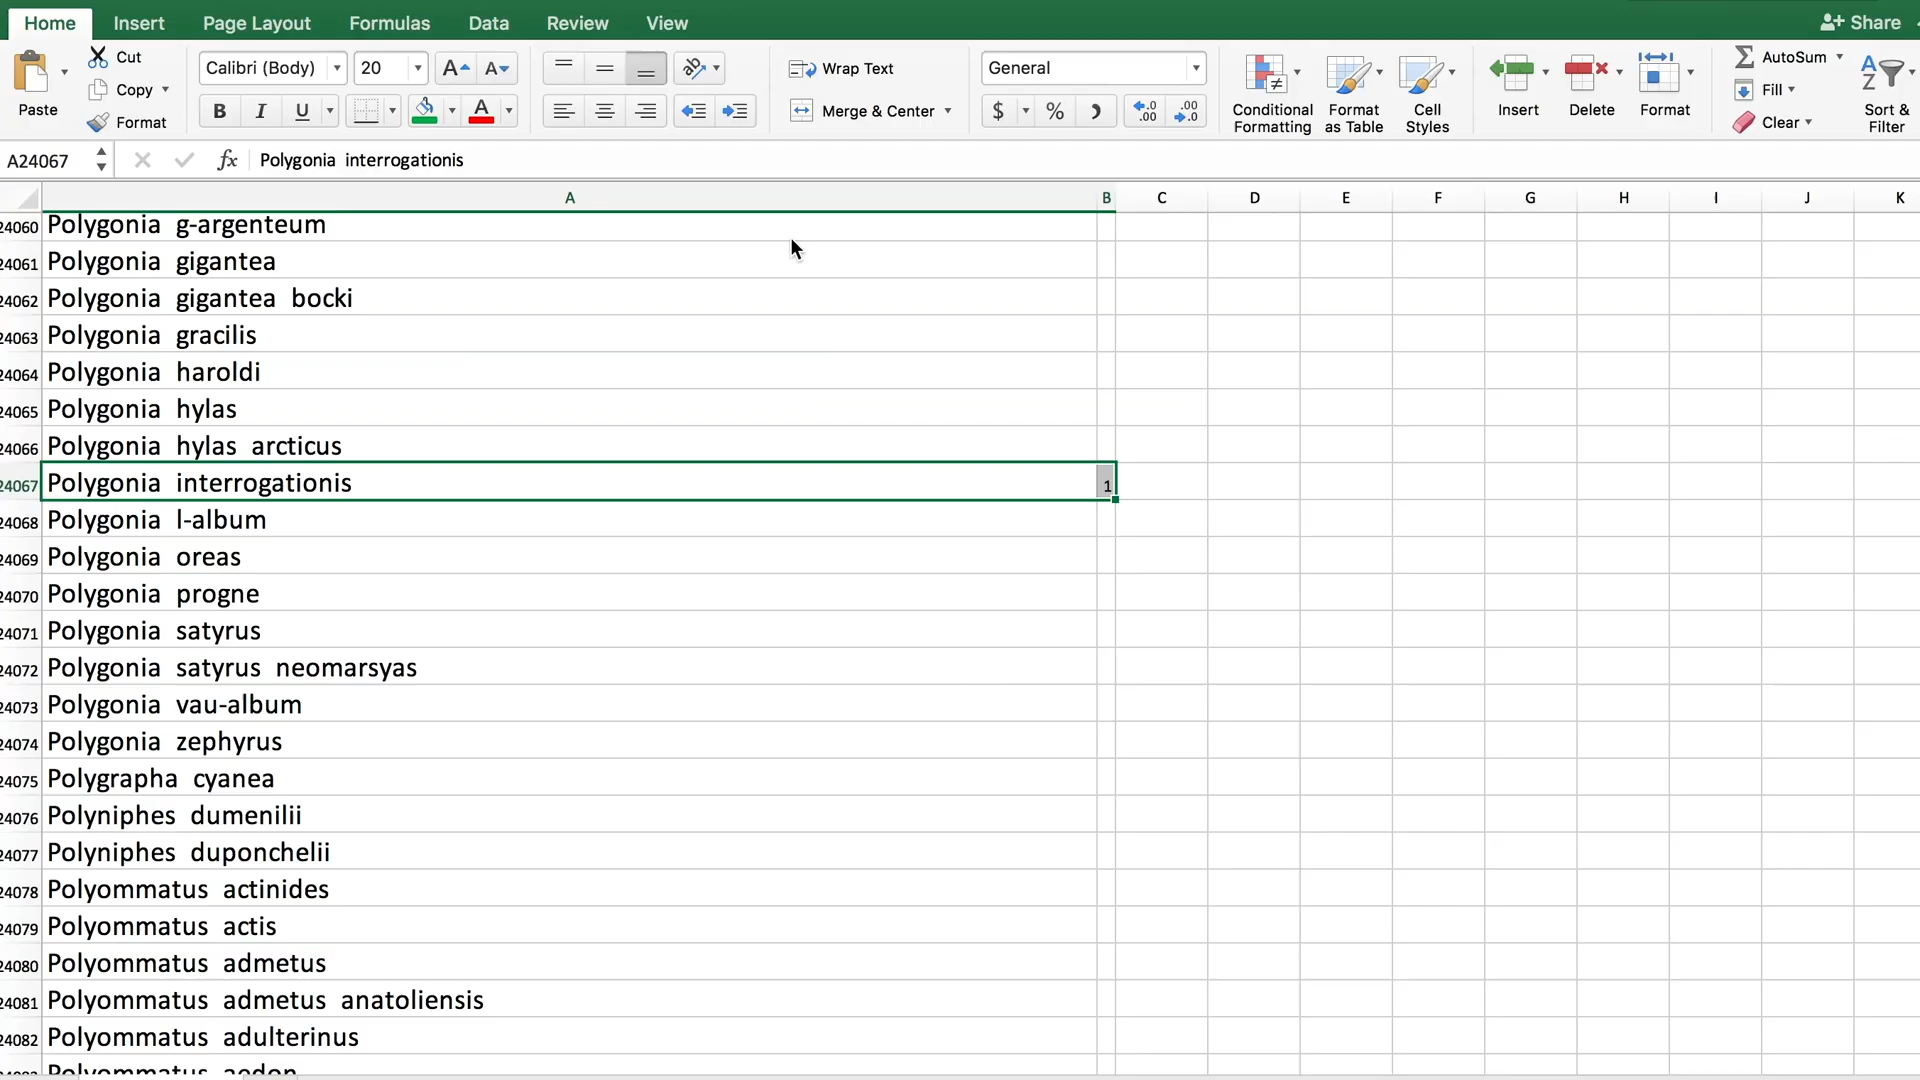 Home Insert Page Layout Formulas Data Review View Share
Paste Cut Copy Format Calibri (Body) 20 A A Wrap Text General Conditional Formatting Format as Table Cell Styles Insert Delete Format AutoSum Fill Clear Sort & Filter
B I U A Merge & Center $ % .0 .00 .00 .0
A24067 fx Polygonia interrogationis
A B C D E F G H I J K
24060 Polygonia g-argenteum
24061 Polygonia gigantea
24062 Polygonia gigantea bocki
24063 Polygonia gracilis
24064 Polygonia haroldi
24065 Polygonia hylas
24066 Polygonia hylas arcticus
24067 Polygonia interrogationis 1
24068 Polygonia l-album
24069 Polygonia oreas
24070 Polygonia progne
24071 Polygonia satyrus
24072 Polygonia satyrus neomarsyas
24073 Polygonia vau-album
24074 Polygonia zephyrus
24075 Polygrapha cyanea
24076 Polyniphes dumenilii
24077 Polyniphes duponchelii
24078 Polyommatus actinides
24079 Polyommatus actis
24080 Polyommatus admetus
24081 Polyommatus admetus anatoliensis
24082 Polyommatus adulterinus
Polyommatus aedon